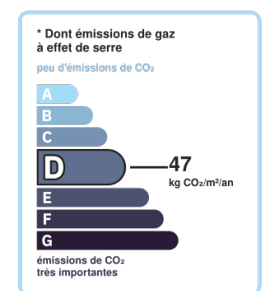 * Dont émissions de gaz
à effet de serre
peu d'émissions de CO₂
A
B
C
D
47
kg CO₂/m²/an
E
F
G
émissions de CO₂
très importantes